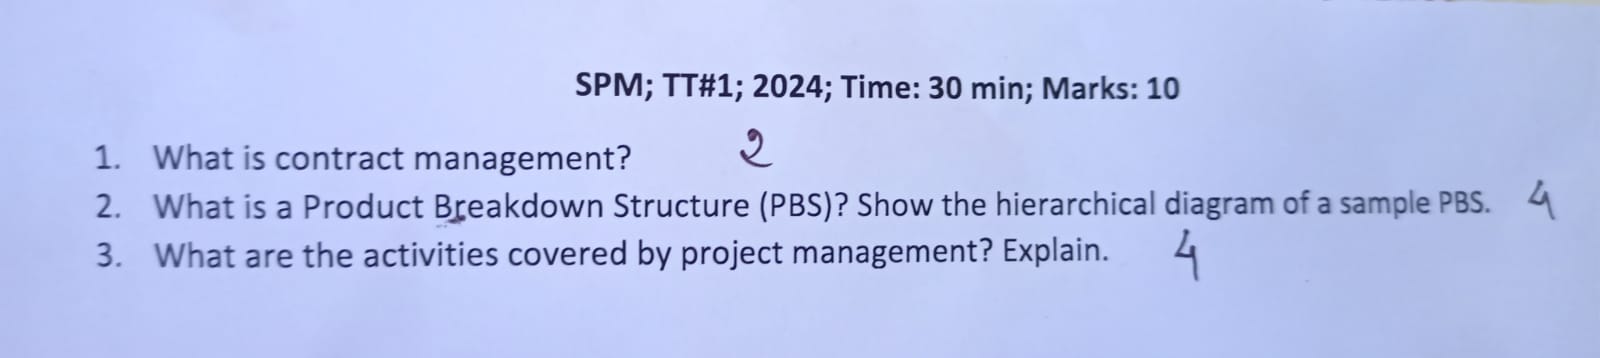 SPM; TT#1; 2024; Time: 30 min; Marks: 10
1. What is contract management? 2
2. What is a Product Breakdown Structure (PBS)? Show the hierarchical diagram of a sample PBS. 4
3. What are the activities covered by project management? Explain. 4